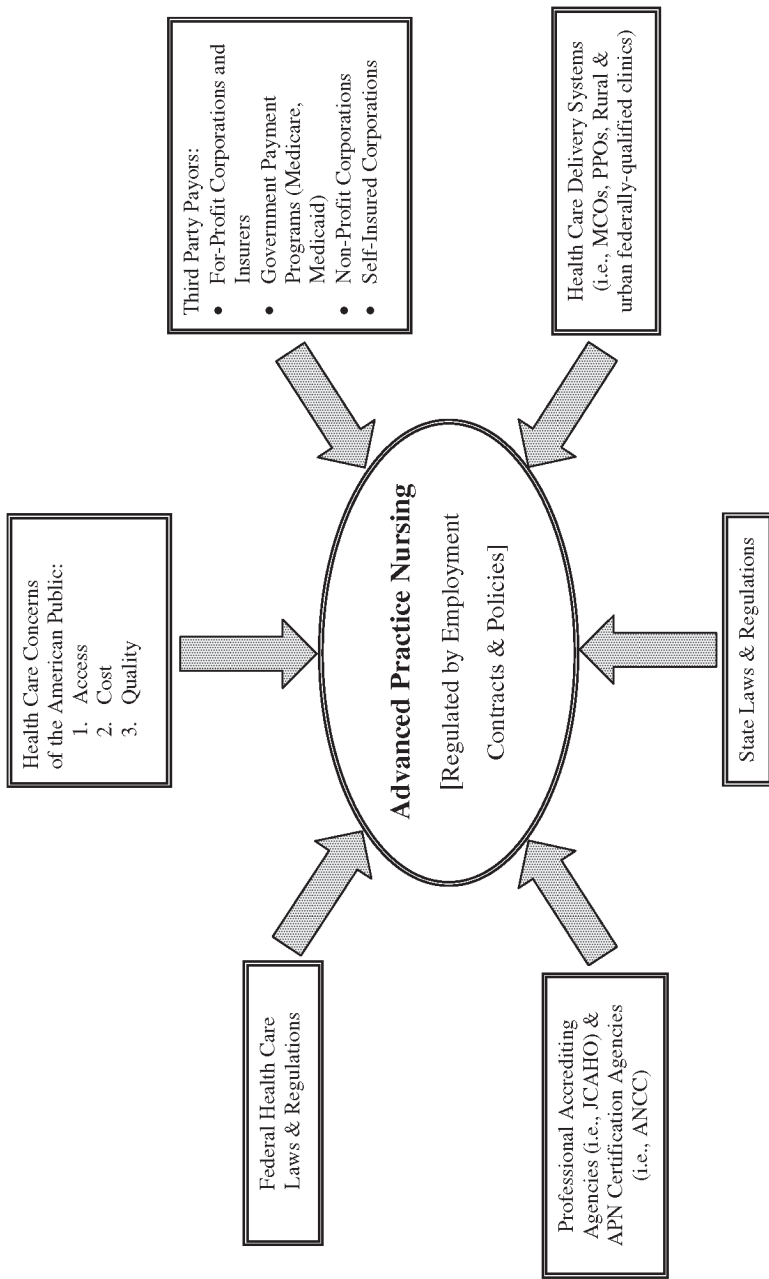 Health Care Concerns
of the American Public:
1. Access
2. Cost
3. Quality
Federal Health Care
Laws & Regulations
Third Party Payors:
• For-Profit Corporations and
Insurers
• Government Payment
Programs (Medicare,
Medicaid)
• Non-Profit Corporations
• Self-Insured Corporations
Advanced Practice Nursing
[Regulated by Employment
Contracts & Policies]
Professional Accrediting
Agencies (i.e., JCAHO) &
APN Certification Agencies
(i.e., ANCC)
State Laws & Regulations
Health Care Delivery Systems
(i.e., MCOs, PPOs, Rural &
urban federally-qualified clinics)